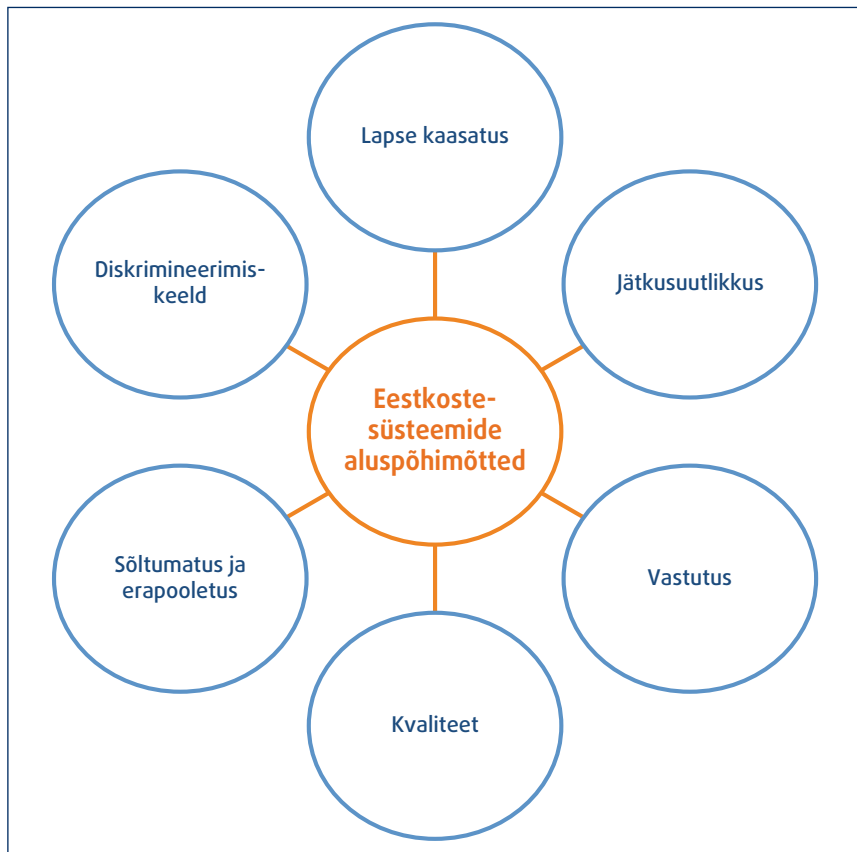 Lapse kaasatus
Diskrimineerimis-
keeld
Jätkusuutlikkus
Eestkoste-
süsteemide
aluspõhimõtted
Sõltumatus ja
erapooletus
Vastutus
Kvaliteet